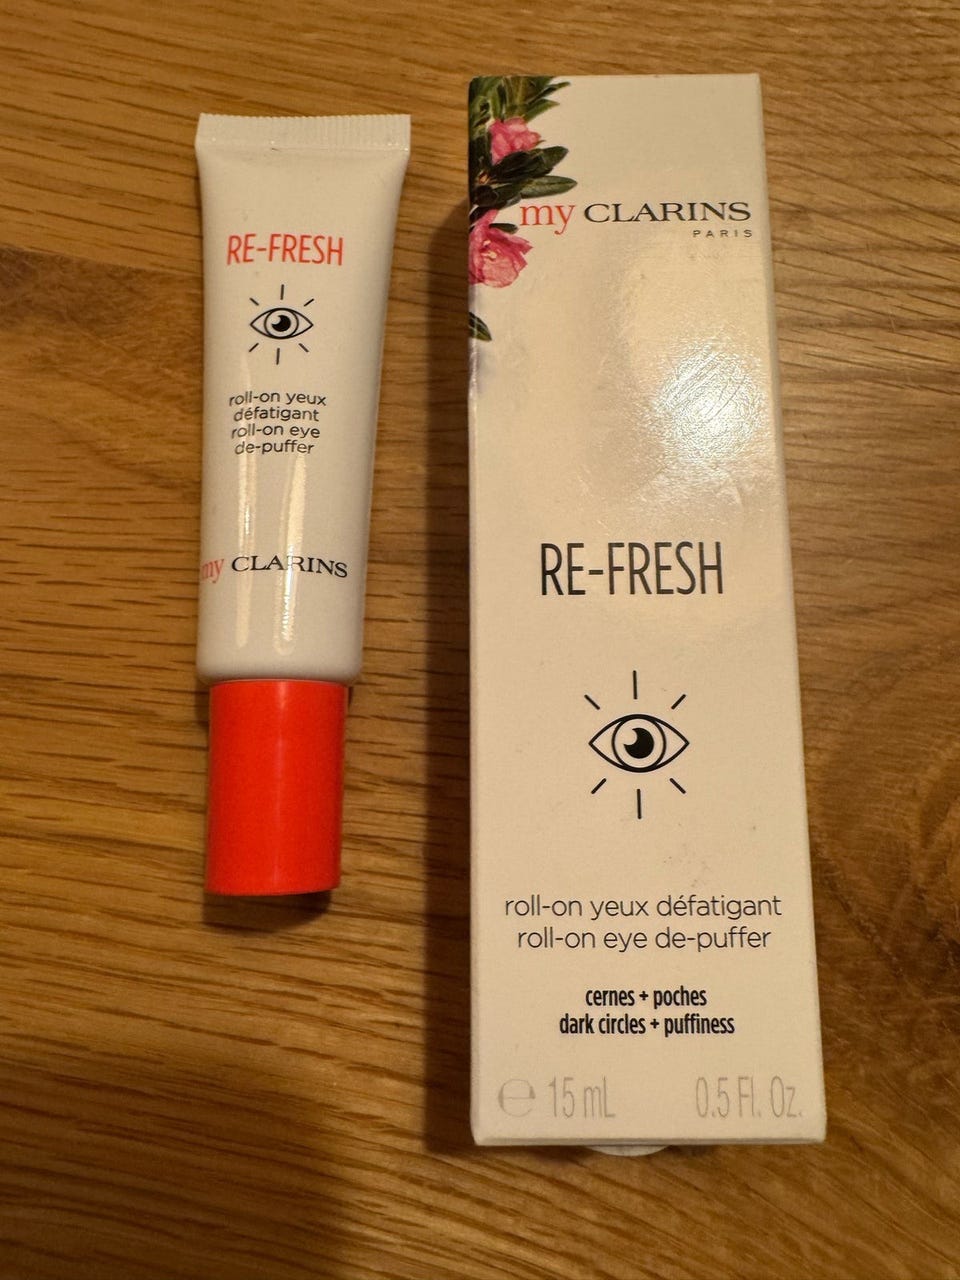 RE-FRESH
roll-on yeux
défatigant
roll-on eye
de-puffer
my CLARINS
my CLARINS
PARIS
RE-FRESH
roll-on yeux défatigant
roll-on eye de-puffer
cernes + poches
dark circles + puffiness
℮ 15 mL 0.5 Fl. Oz.